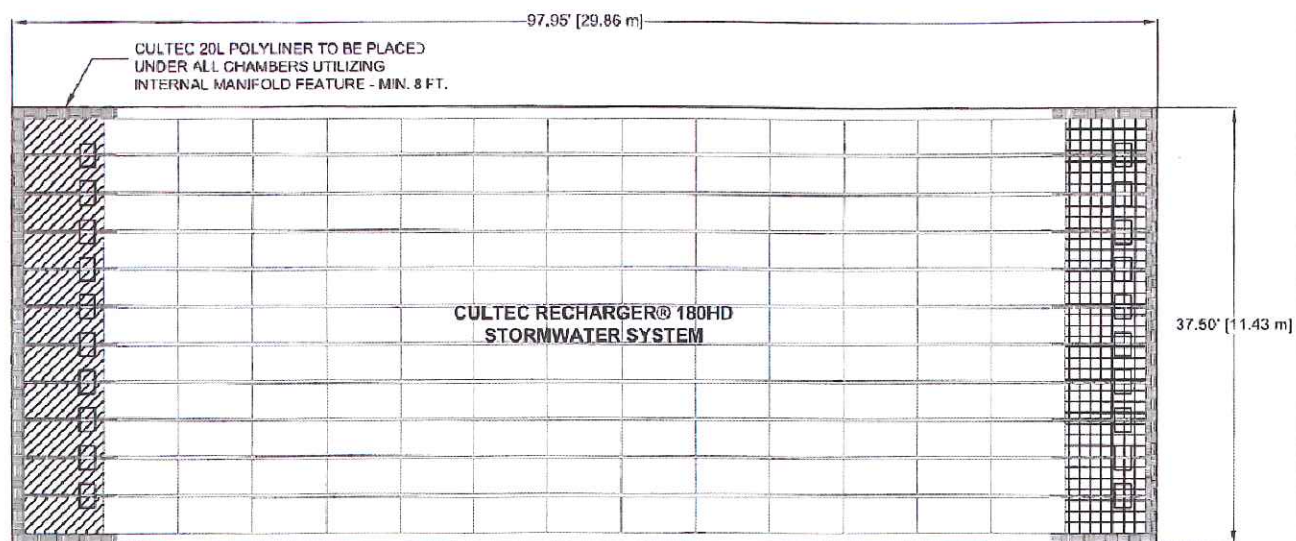 97.95' [29.86 m]
CULTEC 20L POLYLINER TO BE PLACED
UNDER ALL CHAMBERS UTILIZING
INTERNAL MANIFOLD FEATURE - MIN. 8 FT.
CULTEC RECHARGER® 180HD
STORMWATER SYSTEM
37.50' [11.43 m]